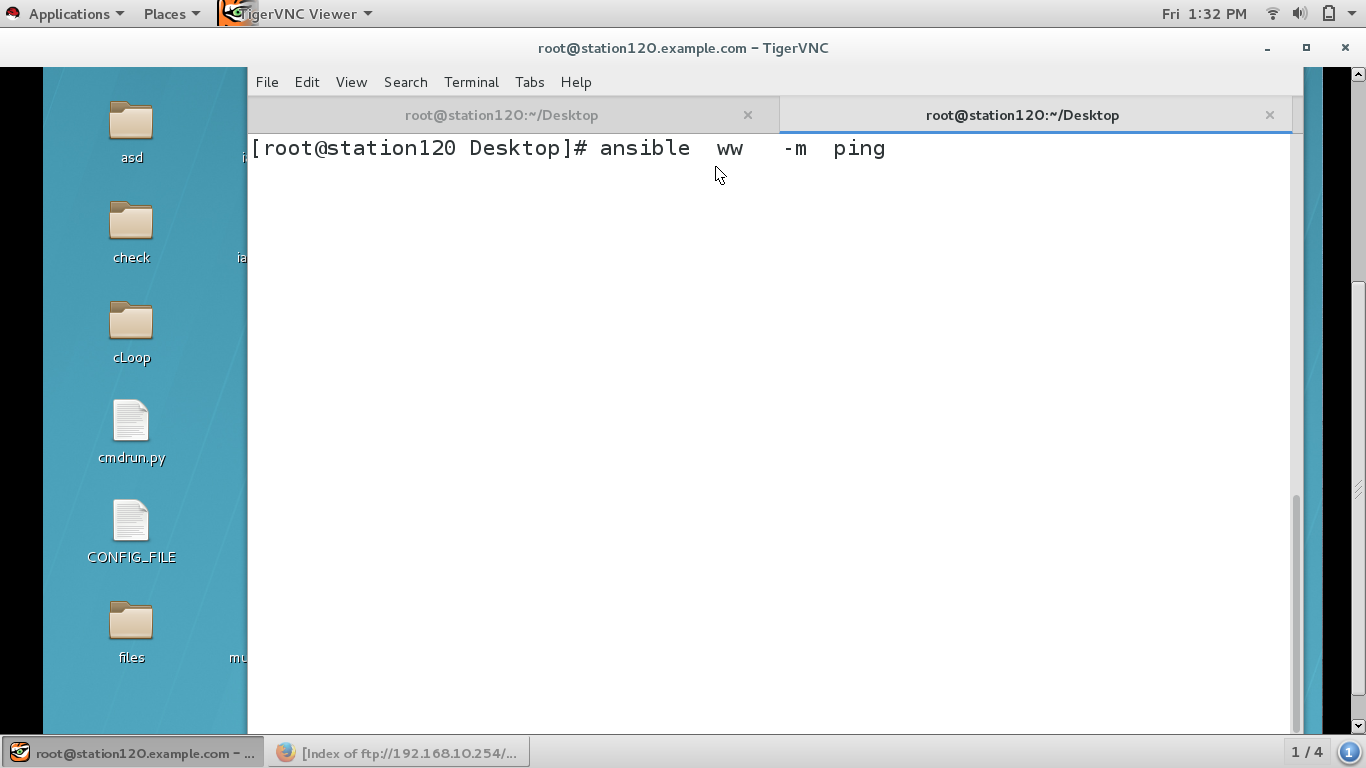 Applications Places TigerVNC Viewer Fri 1:32 PM
root@station120.example.com – TigerVNC
File Edit View Search Terminal Tabs Help
root@station120:~/Desktop root@station120:~/Desktop
[root@station120 Desktop]# ansible ww -m ping
asd
check
cLoop
cmdrun.py
CONFIG_FILE
files
root@station120.example.com – ... [Index of ftp://192.168.10.254/... 1 / 4 1